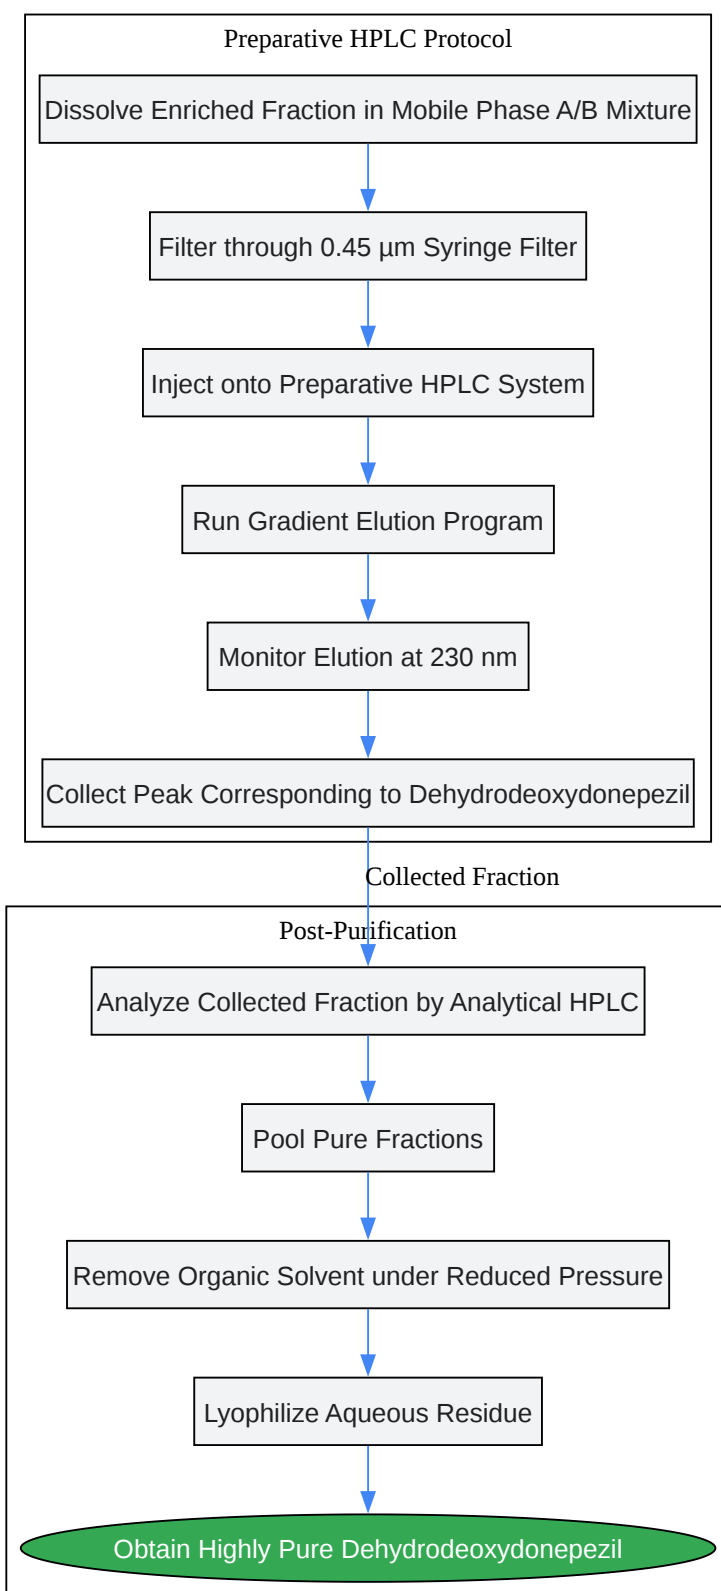 Preparative HPLC Protocol
Dissolve Enriched Fraction in Mobile Phase A/B Mixture
Filter through 0.45 µm Syringe Filter
Inject onto Preparative HPLC System
Run Gradient Elution Program
Monitor Elution at 230 nm
Collect Peak Corresponding to Dehydrodeoxydonepezil
Collected Fraction
Post-Purification
Analyze Collected Fraction by Analytical HPLC
Pool Pure Fractions
Remove Organic Solvent under Reduced Pressure
Lyophilize Aqueous Residue
Obtain Highly Pure Dehydrodeoxydonepezil